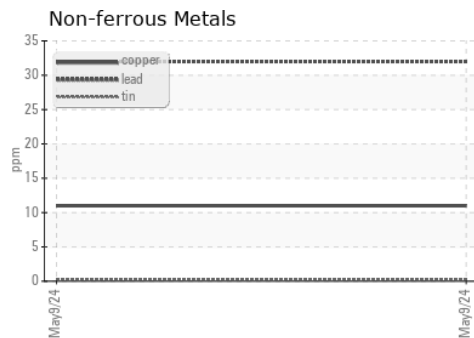 Non-ferrous Metals
35
30
25
20
15
10
5
0
ppm
copper
lead
tin
May9/24
May9/24